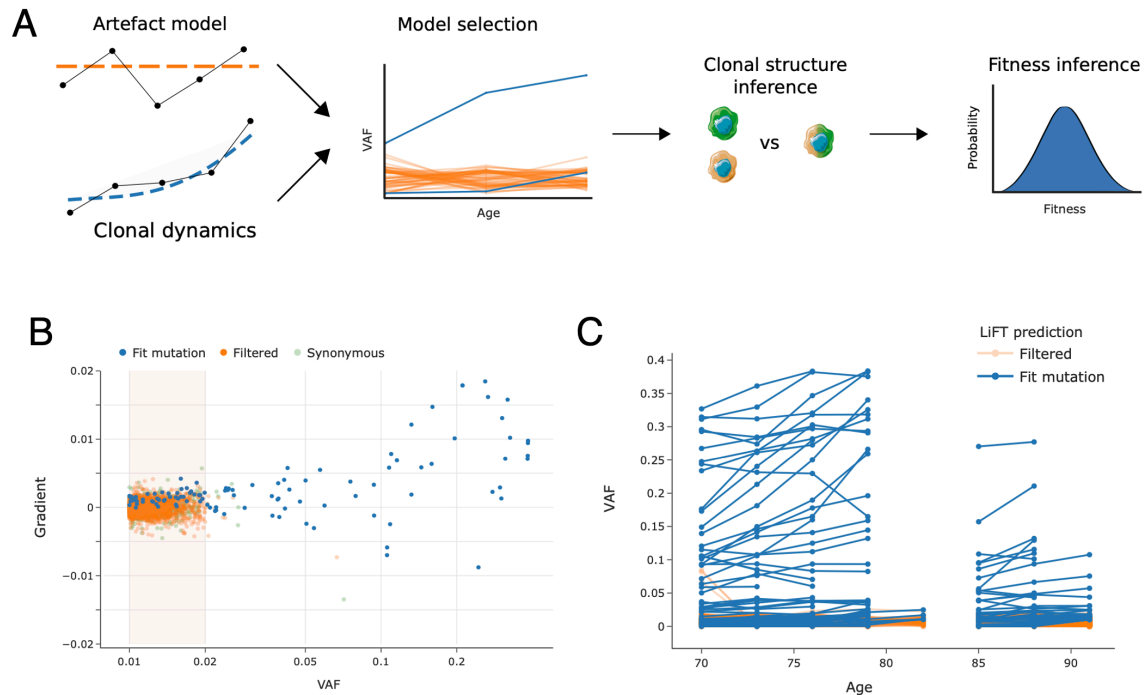 A
Artefact model
Clonal dynamics
Model selection
VAF
Age
Clonal structure
inference
vs
Fitness inference
Probability
Fitness
B
Fit mutation
Filtered
Synonymous
Gradient
0.02
0.01
0
−0.01
−0.02
0.01
0.02
0.05
0.1
0.2
VAF
C
LiFT prediction
Filtered
Fit mutation
VAF
0.4
0.35
0.3
0.25
0.2
0.15
0.1
0.05
0
70
75
80
85
90
Age